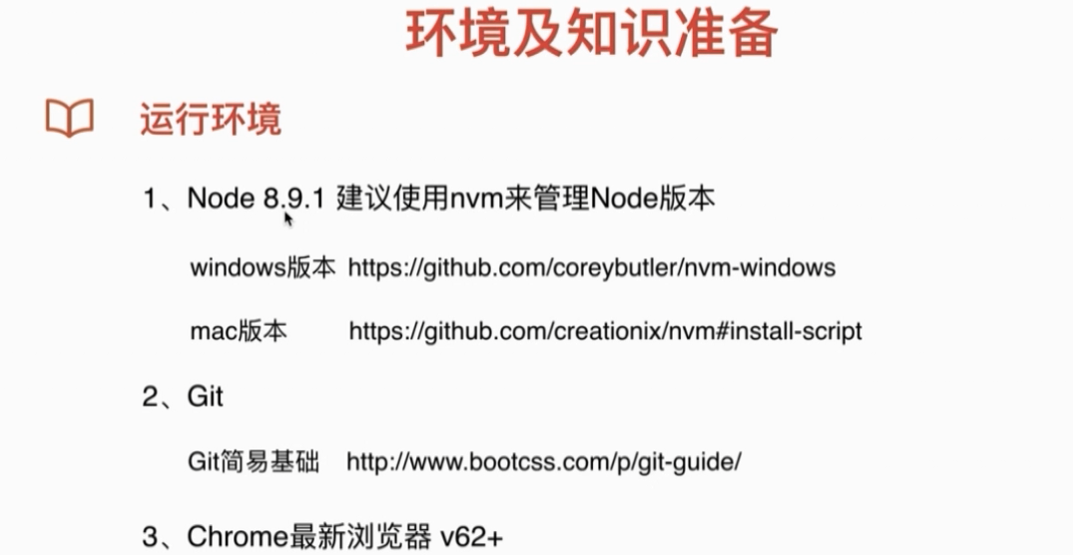 环境及知识准备
运行环境
1、Node 8.9.1 建议使用nvm来管理Node版本
windows版本 https://github.com/coreybutler/nvm-windows
mac版本 https://github.com/creationix/nvm#install-script
2、Git
Git简易基础 http://www.bootcss.com/p/git-guide/
3、Chrome最新浏览器 v62+